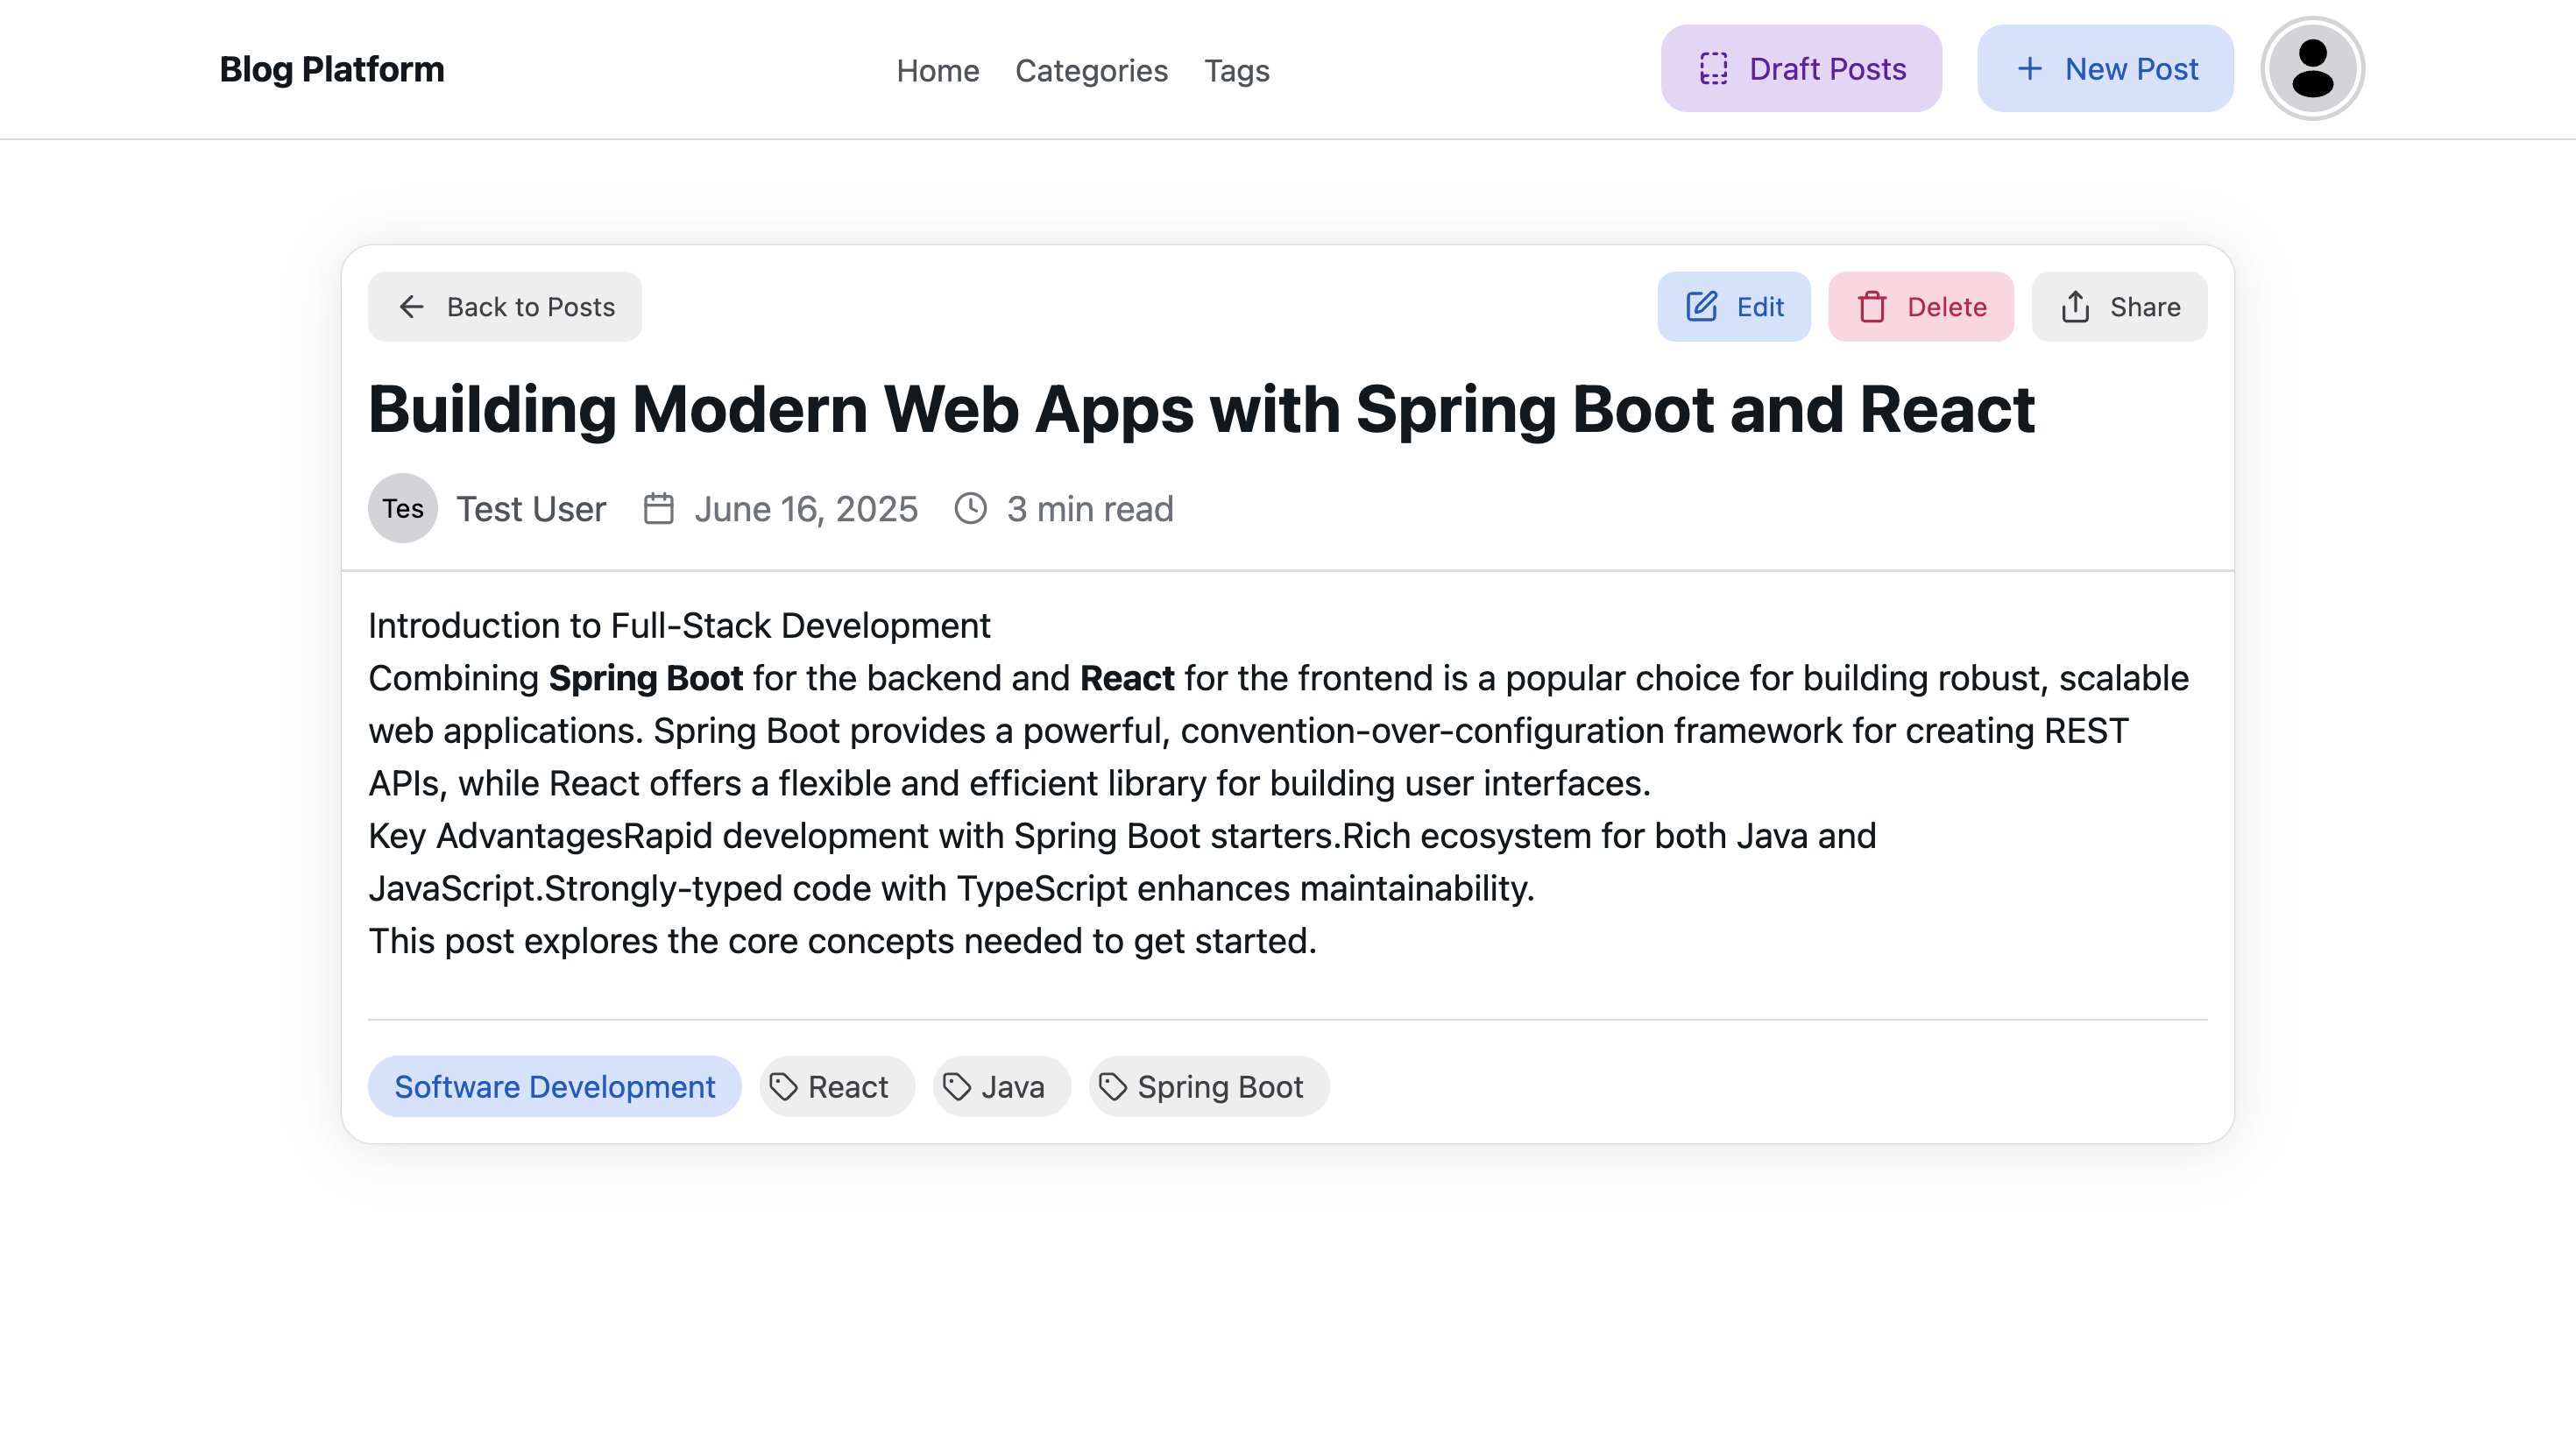 Blog Platform
Home Categories Tags
Draft Posts
New Post
Back to Posts
Edit
Delete
Share
Building Modern Web Apps with Spring Boot and React
Tes Test User June 16, 2025 3 min read
Introduction to Full-Stack Development
Combining Spring Boot for the backend and React for the frontend is a popular choice for building robust, scalable
web applications. Spring Boot provides a powerful, convention-over-configuration framework for creating REST
APIs, while React offers a flexible and efficient library for building user interfaces.
Key AdvantagesRapid development with Spring Boot starters.Rich ecosystem for both Java and
JavaScript.Strongly-typed code with TypeScript enhances maintainability.
This post explores the core concepts needed to get started.
Software Development React Java Spring Boot